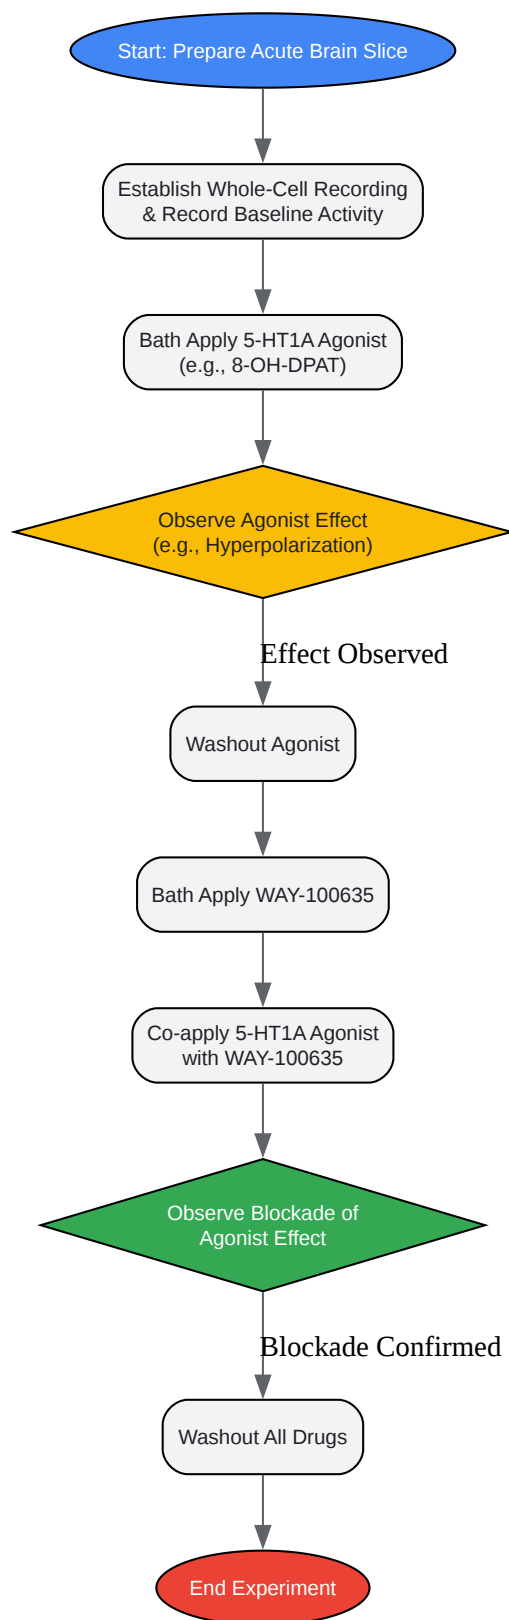 Start: Prepare Acute Brain Slice
Establish Whole-Cell Recording
& Record Baseline Activity
Bath Apply 5-HT1A Agonist
(e.g., 8-OH-DPAT)
Observe Agonist Effect
(e.g., Hyperpolarization)
Effect Observed
Washout Agonist
Bath Apply WAY-100635
Co-apply 5-HT1A Agonist
with WAY-100635
Observe Blockade of
Agonist Effect
Blockade Confirmed
Washout All Drugs
End Experiment